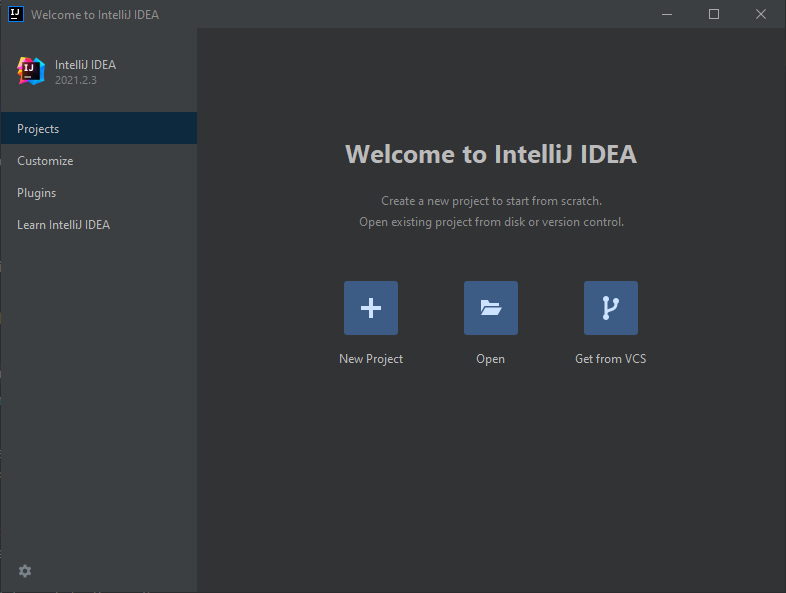 IJ Welcome to IntelliJ IDEA
IJ
IntelliJ IDEA
2021.2.3
Projects
Customize
Plugins
Learn IntelliJ IDEA
Welcome to IntelliJ IDEA
Create a new project to start from scratch.
Open existing project from disk or version control.
New Project
Open
Get from VCS